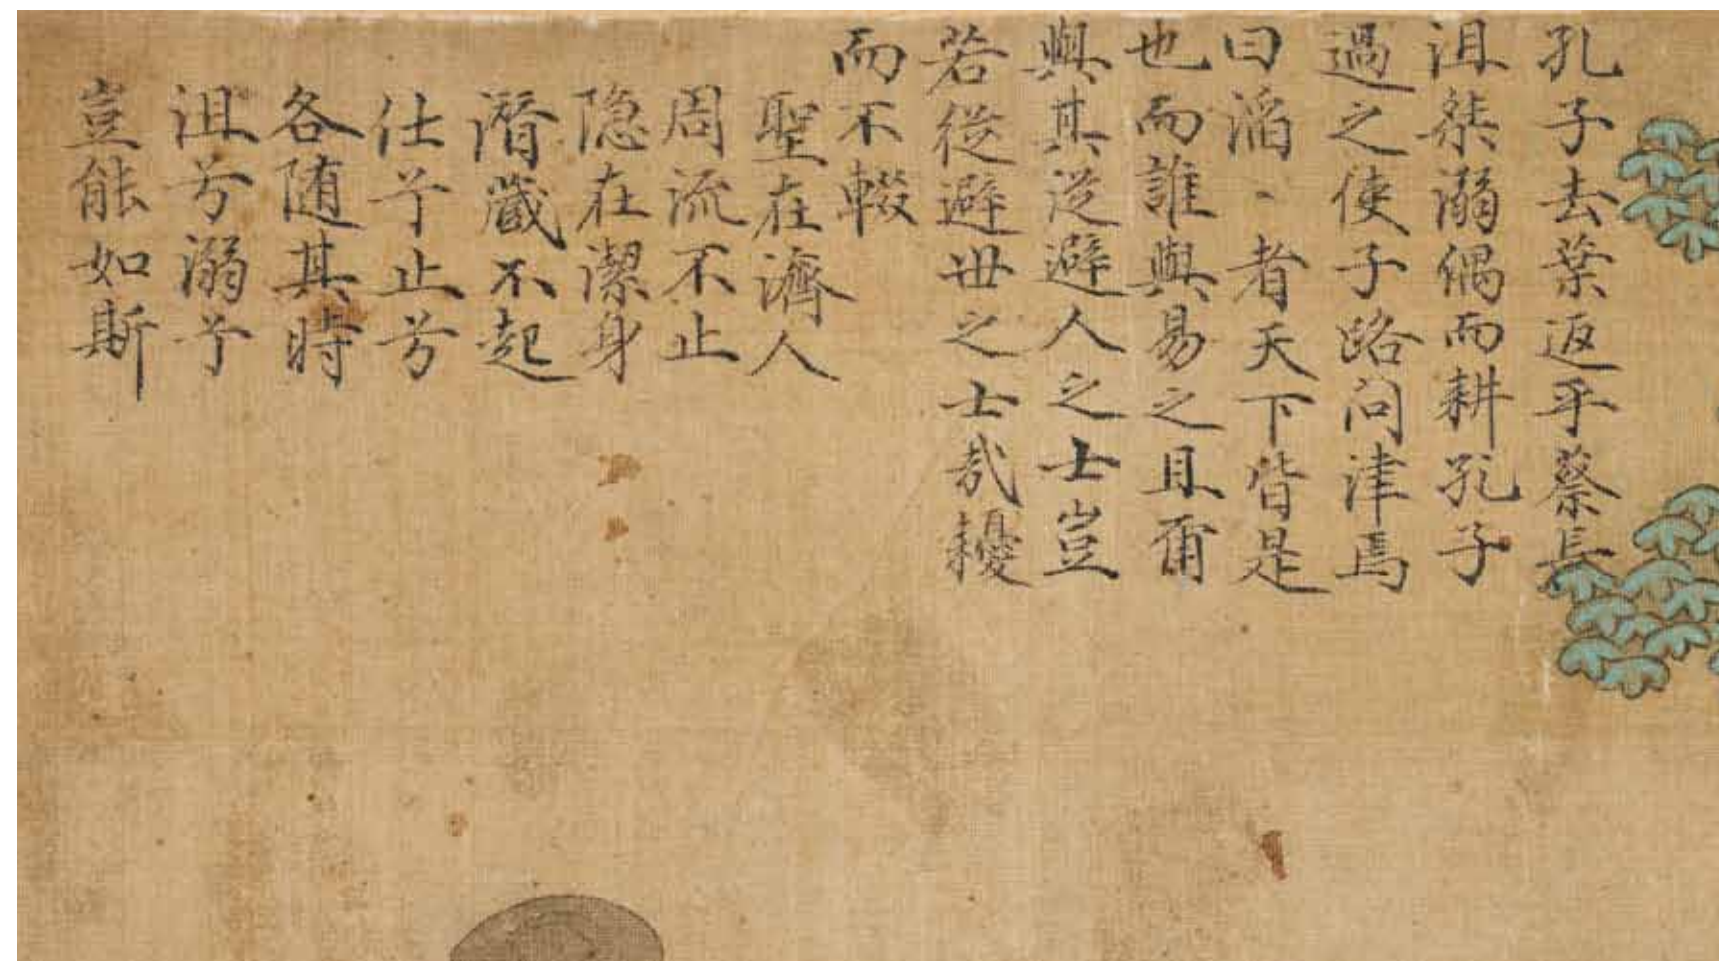 孔子去葉返乎蔡長
沮桀溺偶而耕孔子
過之使子路问津焉
曰滔、者天下皆是
也而誰與易之且爾
與其從避人之士豈
若從避世之士哉耰
而不輟
聖在濟人
周流不止
隐在潔身
潛藏不起
仕兮止兮
各随其時
沮兮溺兮
豈能如斯